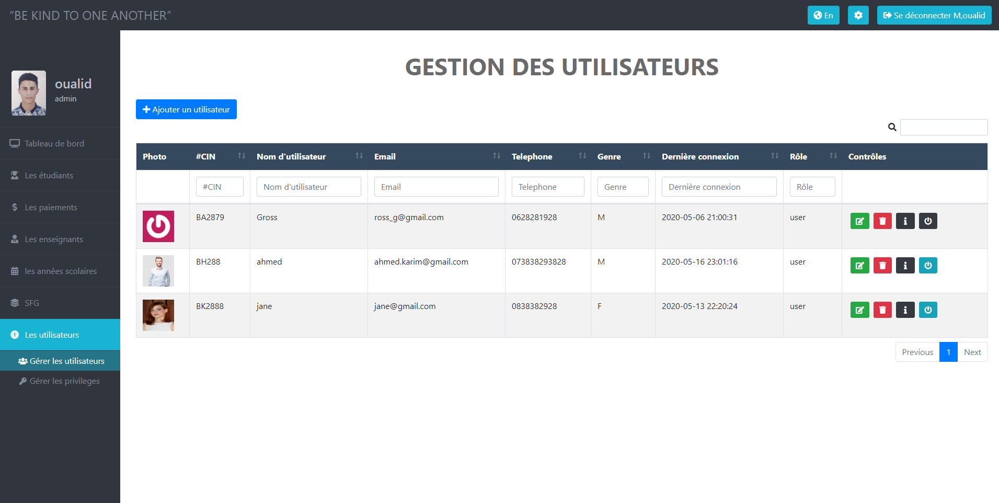 “BE KIND TO ONE ANOTHER”
En
Se déconnecter M,oualid
oualid
admin
Tableau de bord
Les étudiants
Les paiements
Les enseignants
les années scolaires
SFG
Les utilisateurs
Gérer les utilisateurs
Gérer les privileges
GESTION DES UTILISATEURS
Ajouter un utilisateur
Photo #CIN Nom d'utilisateur Email Telephone Genre Dernière connexion Rôle Contrôles
#CIN Nom d'utilisateur Email Telephone Genre Dernière connexion Rôle
BA2879 Gross ross_g@gmail.com 0628281928 M 2020-05-06 21:00:31 user
BH288 ahmed ahmed.karim@gmail.com 073838293828 M 2020-05-16 23:01:16 user
BK2888 jane jane@gmail.com 0838382928 F 2020-05-13 22:20:24 user
Previous 1 Next